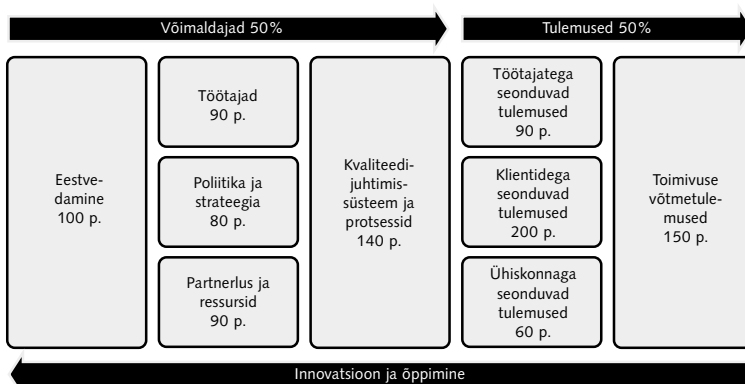 Võimaldajad 50%
Tulemused 50%
Eestve-
damine
100 p.
Töötajad
90 p.
Poliitika ja
strateegia
80 p.
Partnerlus ja
ressursid
90 p.
Kvaliteedi-
juhtimis-
süsteem ja
protsessid
140 p.
Töötajatega
seonduvad
tulemused
90 p.
Klientidega
seonduvad
tulemused
200 p.
Ühiskonnaga
seonduvad
tulemused
60 p.
Toimivuse
võtmetule-
mused
150 p.
Innovatsioon ja õppimine